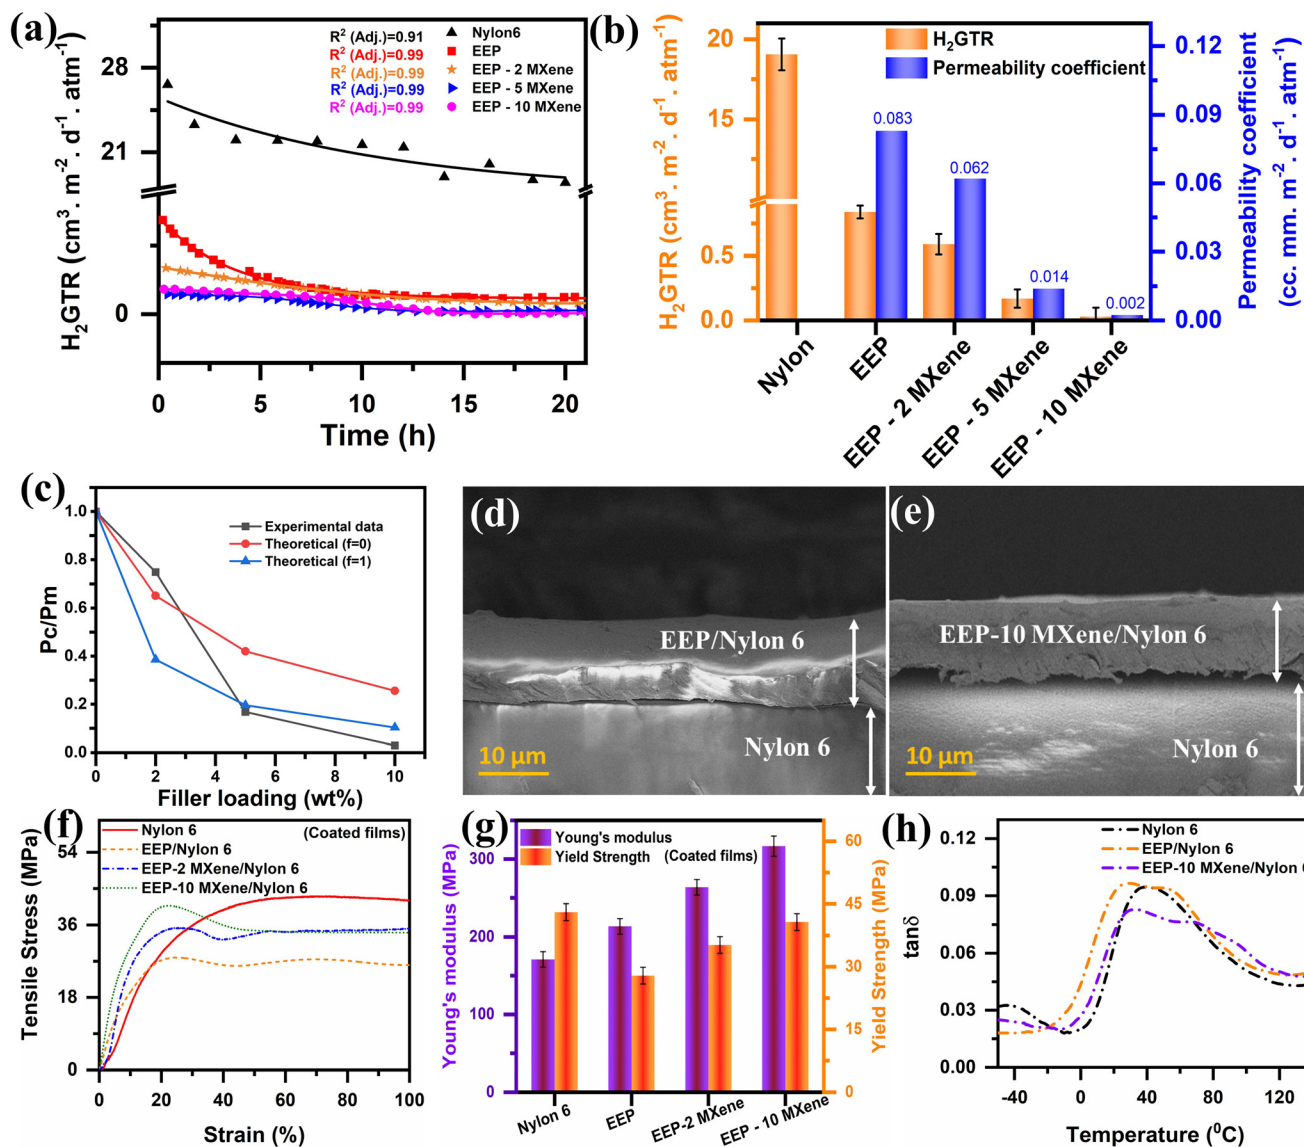 (a)
H2GTR (cm³. m⁻². d⁻¹. atm⁻¹)
28
21
0
R² (Adj.)=0.91
R² (Adj.)=0.99
R² (Adj.)=0.99
R² (Adj.)=0.99
R² (Adj.)=0.99
Nylon6
EEP
EEP - 2 MXene
EEP - 5 MXene
EEP - 10 MXene
0 5 10 15 20
Time (h)
(b)
H₂GTR (cm³. m⁻². d⁻¹. atm⁻¹)
20
15
0.5
0.0
H₂GTR
Permeability coefficient
0.083
0.062
0.014
0.002
0.12
0.09
0.06
0.03
0.00
Permeability coefficient
(cc. mm. m⁻². d⁻¹. atm⁻¹)
Nylon
EEP
EEP - 2 MXene
EEP - 5 MXene
EEP - 10 MXene
(c)
Pc/Pm
1.0
0.8
0.6
0.4
0.2
0.0
Experimental data
Theoretical (f=0)
Theoretical (f=1)
0 2 4 6 8 10
Filler loading (wt%)
(d)
EEP/Nylon 6
Nylon 6
10 µm
(e)
EEP-10 MXene/Nylon 6
Nylon 6
10 µm
(f)
Tensile Stress (MPa)
54
36
18
0
Nylon 6
(Coated films)
EEP/Nylon 6
EEP-2 MXene/Nylon 6
EEP-10 MXene/Nylon 6
0 20 40 60 80 100
Strain (%)
(g)
Young's modulus (MPa)
300
200
100
0
Young's modulus
Yield Strength (Coated films)
60
45
30
15
0
Yield Strength (MPa)
Nylon 6
EEP
EEP-2 MXene
EEP - 10 MXene
(h)
tanδ
0.12
0.09
0.06
0.03
0.00
Nylon 6
EEP/Nylon 6
EEP-10 MXene/Nylon 6
-40 0 40 80 120
Temperature (⁰C)